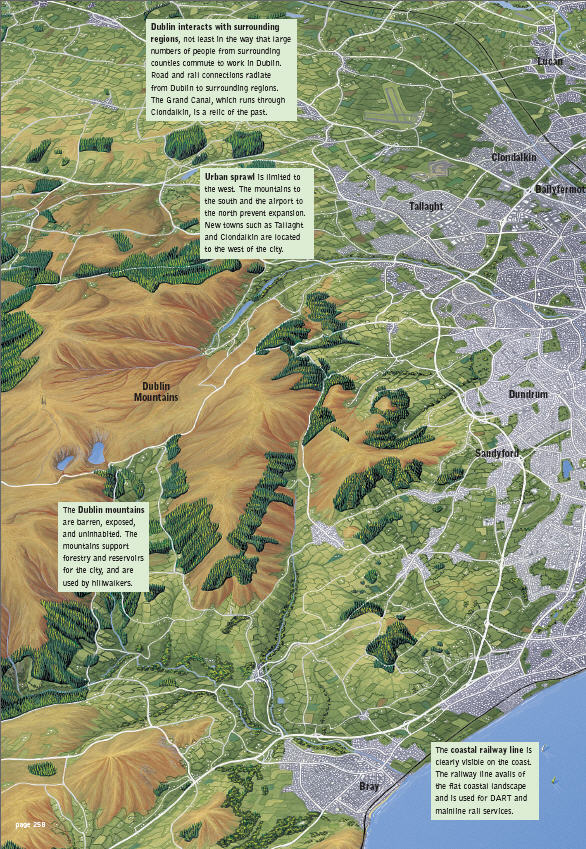 Dublin interacts with surrounding
regions, not least in the way that large
numbers of people from surrounding
counties commute to work in Dublin.
Road and rail connections radiate
from Dublin to surrounding regions.
The Grand Canal, which runs through
Clondalkin, is a relic of the past.
Lucan
Clondalkin
Ballyfermot
Urban sprawl is limited to
the west. The mountains to
the south and the airport to
the north prevent expansion.
New towns such as Tallaght
and Clondalkin are located
to the west of the city.
Tallaght
Dublin
Mountains
Dundrum
Sandyford
The Dublin mountains
are barren, exposed,
and uninhabited. The
mountains support
forestry and reservoirs
for the city, and are
used by hillwalkers.
The coastal railway line is
clearly visible on the coast.
The railway line avails of
the flat coastal landscape
and is used for DART and
mainline rail services.
Bray
page 258